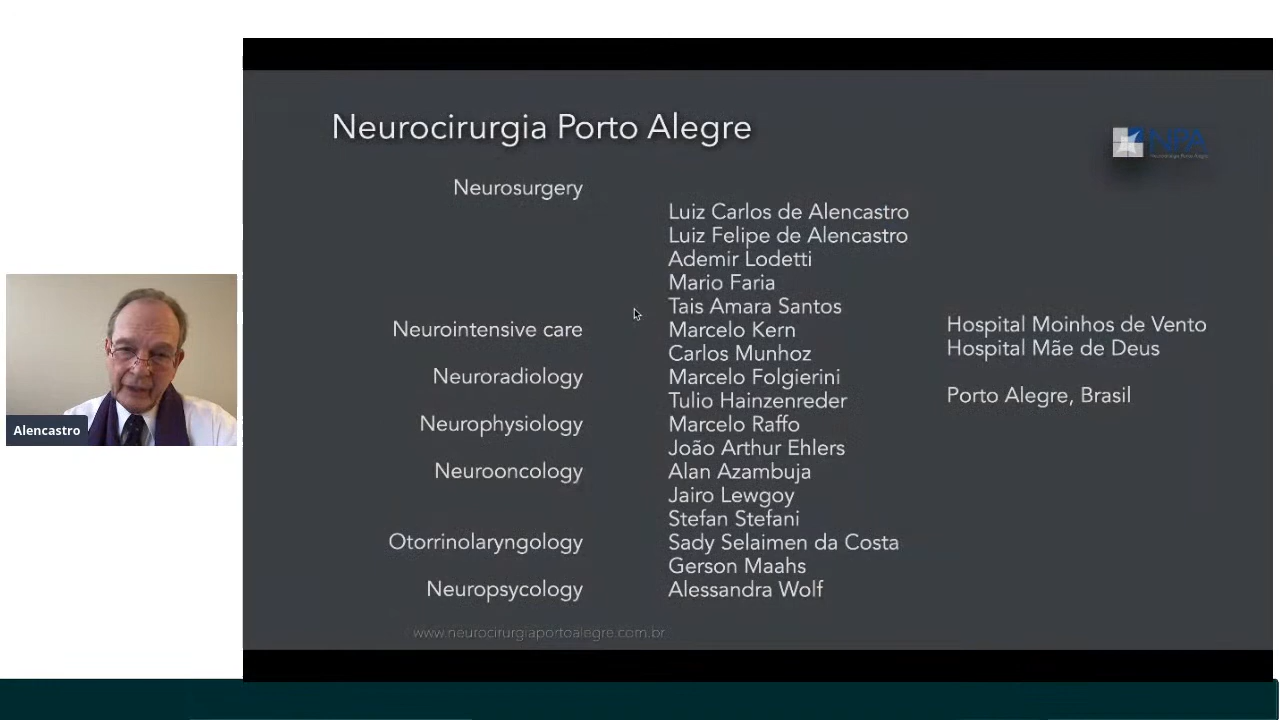 Neurocirurgia Porto Alegre
NPA
Neurosurgery
Luiz Carlos de Alencastro
Luiz Felipe de Alencastro
Ademir Lodetti
Mario Faria
Tais Amara Santos
Neurointensive care
Marcelo Kern
Carlos Munhoz
Neuroradiology
Marcelo Folgierini
Tulio Hainzenreder
Neurophysiology
Marcelo Raffo
João Arthur Ehlers
Neurooncology
Alan Azambuja
Jairo Lewgoy
Stefan Stefani
Otorrinolaryngology
Sady Selaimen da Costa
Gerson Maahs
Neuropsycology
Alessandra Wolf
Hospital Moinhos de Vento
Hospital Mãe de Deus
Porto Alegre, Brasil
www.neurocirurgiaportoalegre.com.br
Alencastro